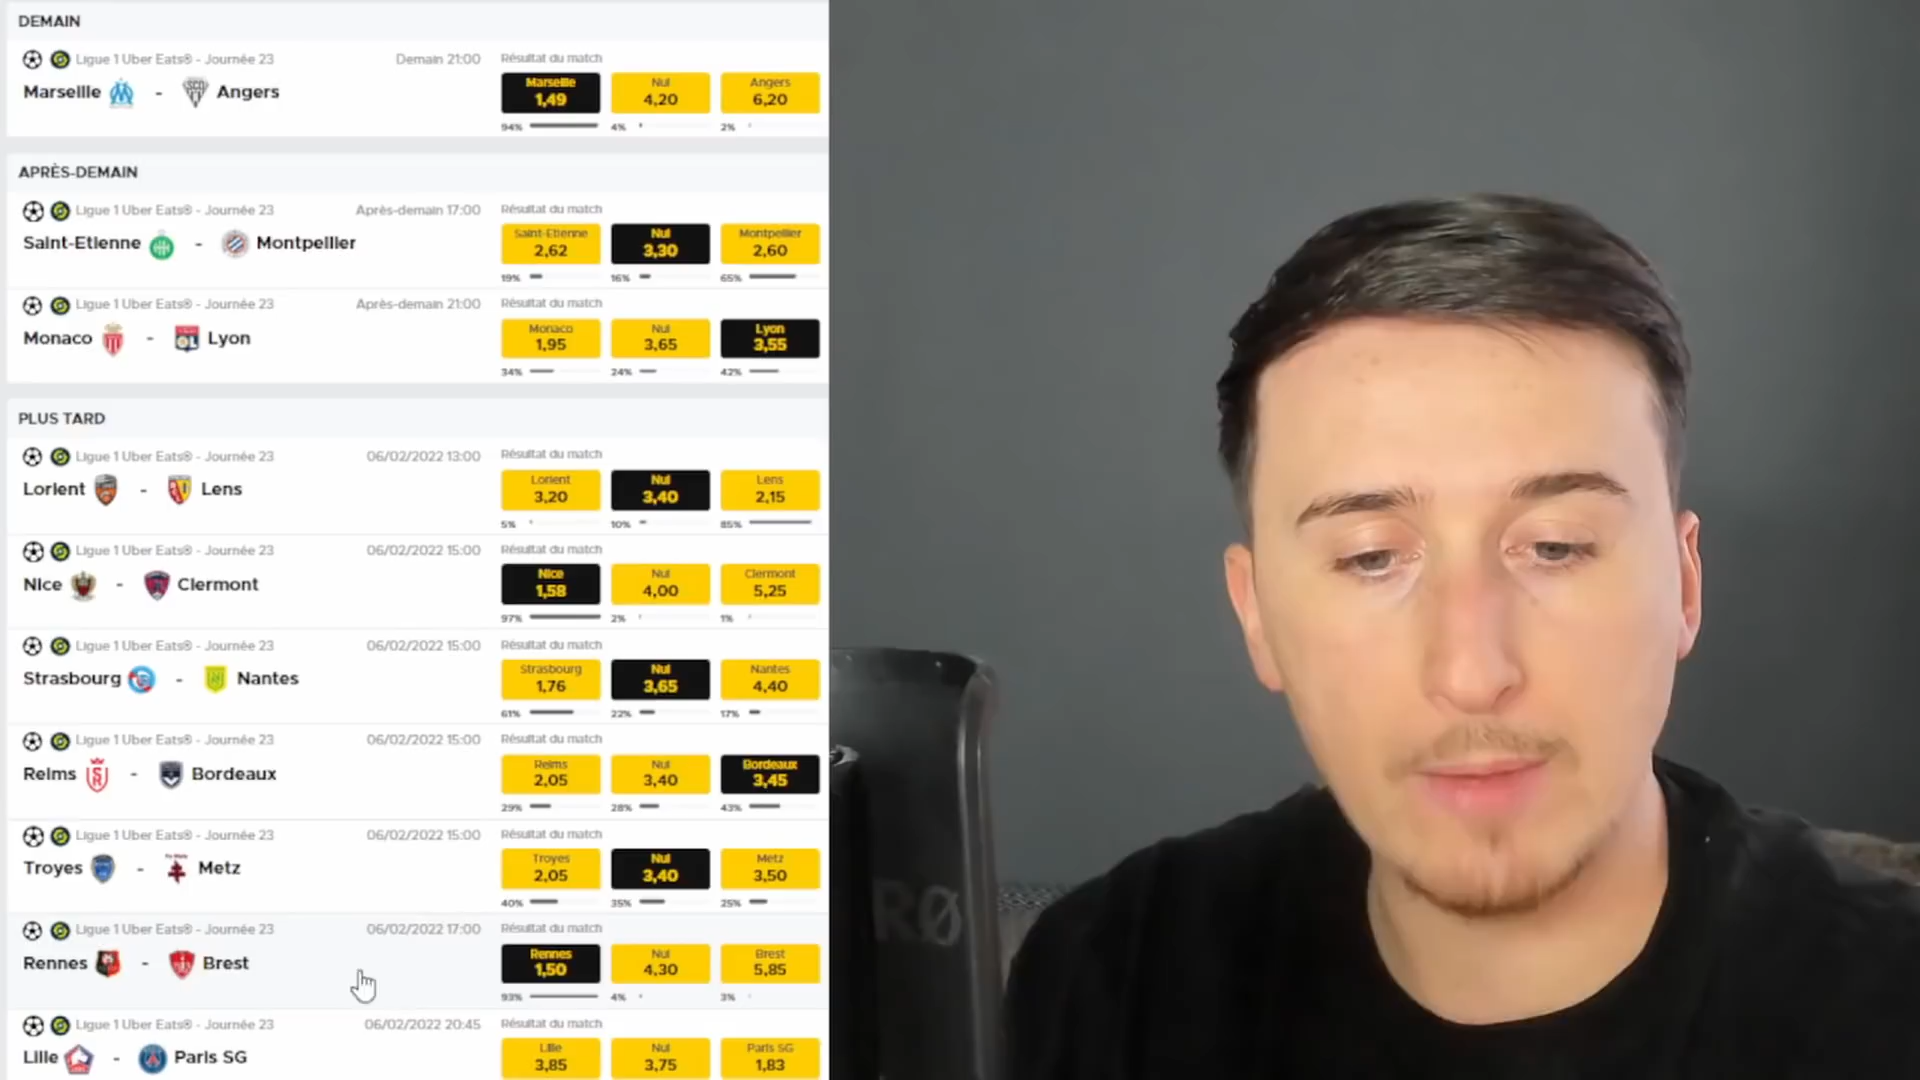 DEMAIN
Ligue 1 Uber Eats® - Journée 23
Demain 21:00
Résultat du match
Marseille - Angers
Marseille
1,49
Nul
4,20
Angers
6,20
94%
4%
2%
APRÈS-DEMAIN
Ligue 1 Uber Eats® - Journée 23
Après-demain 17:00
Résultat du match
Saint-Etienne - Montpellier
Saint-Etienne
2,62
Nul
3,30
Montpellier
2,60
19%
16%
65%
Ligue 1 Uber Eats® - Journée 23
Après-demain 21:00
Résultat du match
Monaco - Lyon
Monaco
1,95
Nul
3,65
Lyon
3,55
34%
24%
42%
PLUS TARD
Ligue 1 Uber Eats® - Journée 23
06/02/2022 13:00
Résultat du match
Lorient - Lens
Lorient
3,20
Nul
3,40
Lens
2,15
5%
10%
85%
Ligue 1 Uber Eats® - Journée 23
06/02/2022 15:00
Résultat du match
Nice - Clermont
Nice
1,58
Nul
4,00
Clermont
5,25
97%
2%
1%
Ligue 1 Uber Eats® - Journée 23
06/02/2022 15:00
Résultat du match
Strasbourg - Nantes
Strasbourg
1,76
Nul
3,65
Nantes
4,40
61%
22%
17%
Ligue 1 Uber Eats® - Journée 23
06/02/2022 15:00
Résultat du match
Reims - Bordeaux
Reims
2,05
Nul
3,40
Bordeaux
3,45
29%
28%
43%
Ligue 1 Uber Eats® - Journée 23
06/02/2022 15:00
Résultat du match
Troyes - Metz
Troyes
2,05
Nul
3,40
Metz
3,50
40%
35%
25%
Ligue 1 Uber Eats® - Journée 23
06/02/2022 17:00
Résultat du match
Rennes - Brest
Rennes
1,50
Nul
4,30
Brest
5,85
93%
4%
3%
Ligue 1 Uber Eats® - Journée 23
06/02/2022 20:45
Résultat du match
Lille - Paris SG
Lille
3,85
Nul
3,75
Paris SG
1,83
RØ